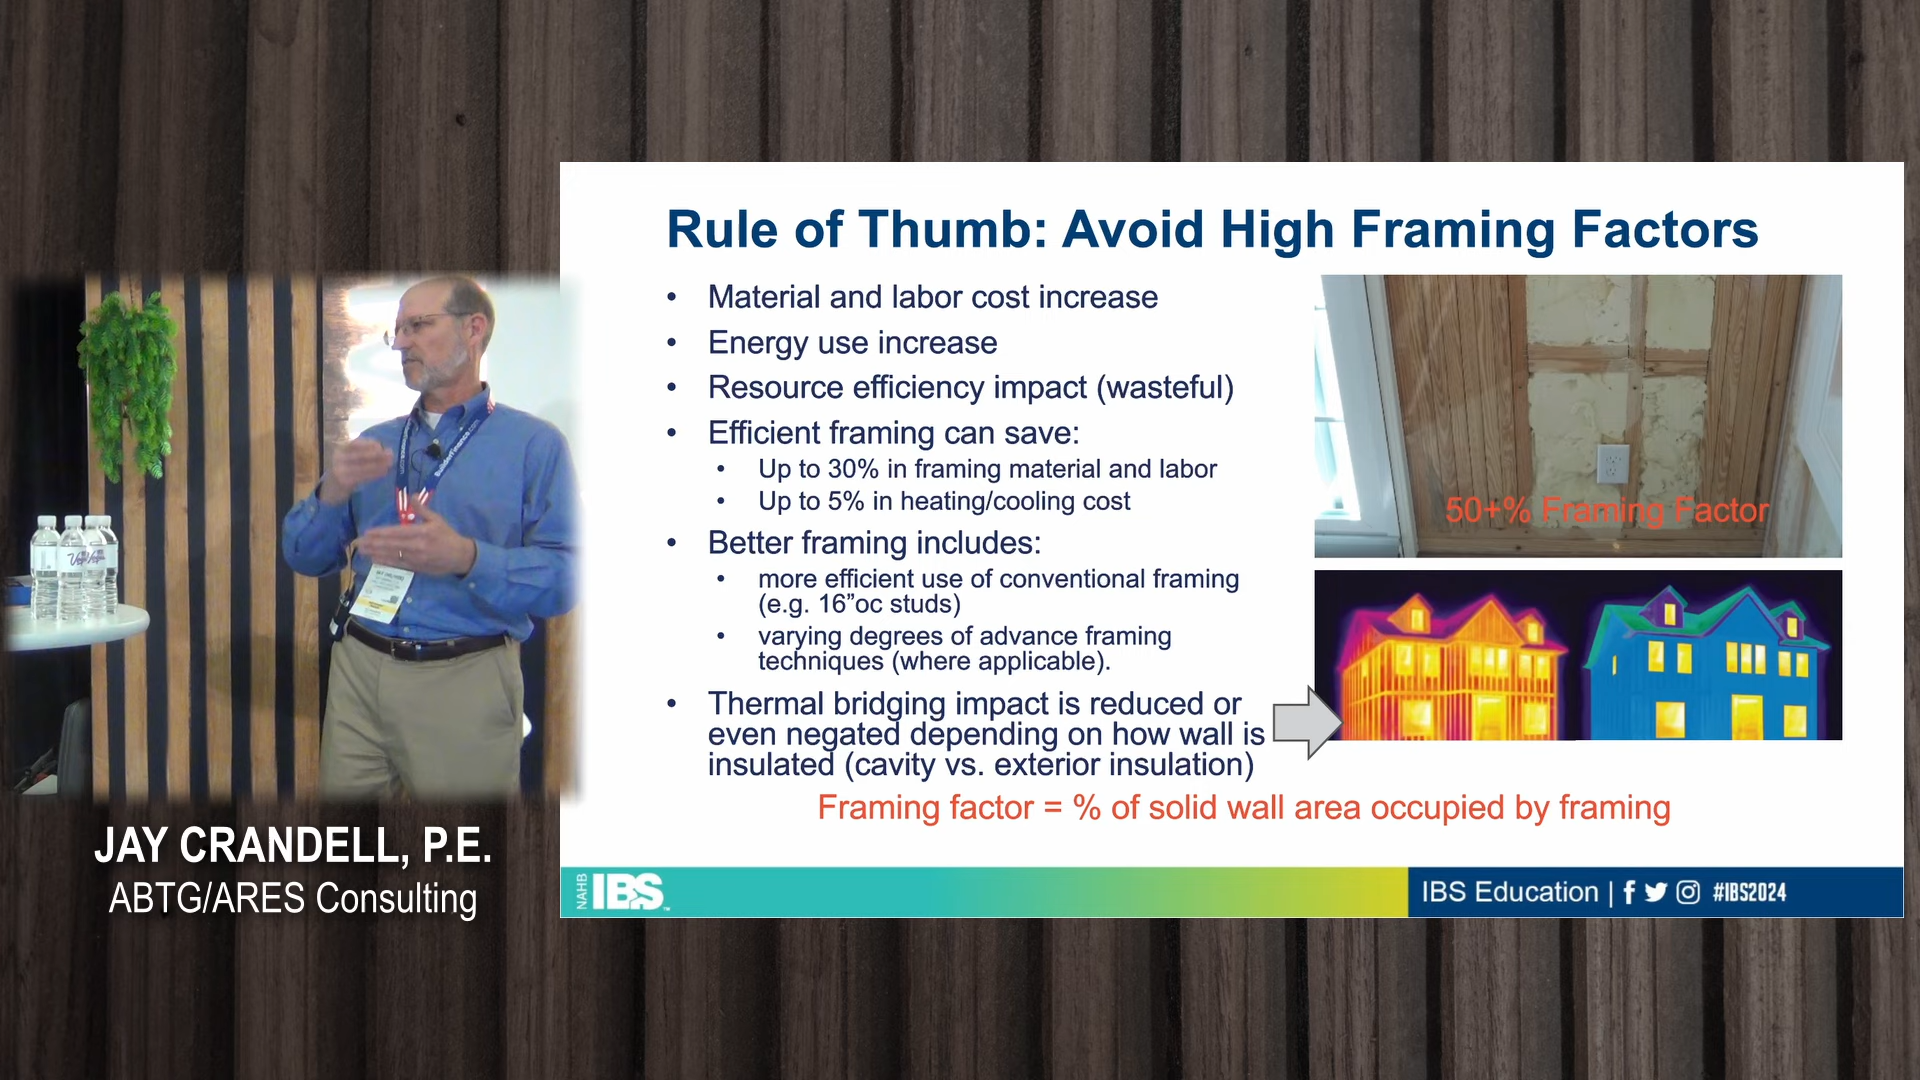 Rule of Thumb: Avoid High Framing Factors
• Material and labor cost increase
• Energy use increase
• Resource efficiency impact (wasteful)
• Efficient framing can save:
• Up to 30% in framing material and labor
• Up to 5% in heating/cooling cost
• Better framing includes:
• more efficient use of conventional framing
(e.g. 16”oc studs)
• varying degrees of advance framing
techniques (where applicable).
• Thermal bridging impact is reduced or
even negated depending on how wall is
insulated (cavity vs. exterior insulation)
50+% Framing Factor
Framing factor = % of solid wall area occupied by framing
NAHB IBS
IBS Education | #IBS2024
JAY CRANDELL, P.E.
ABTG/ARES Consulting